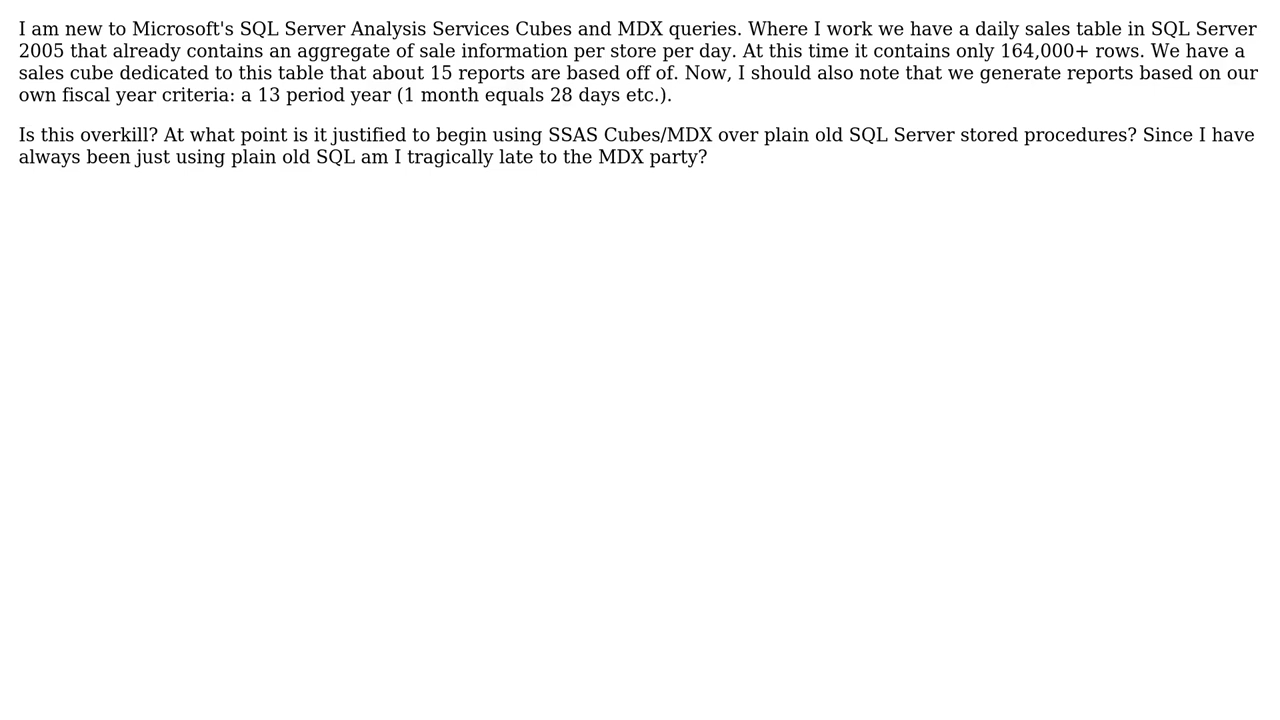 I am new to Microsoft's SQL Server Analysis Services Cubes and MDX queries. Where I work we have a daily sales table in SQL Server
2005 that already contains an aggregate of sale information per store per day. At this time it contains only 164,000+ rows. We have a
sales cube dedicated to this table that about 15 reports are based off of. Now, I should also note that we generate reports based on our
own fiscal year criteria: a 13 period year (1 month equals 28 days etc.).
Is this overkill? At what point is it justified to begin using SSAS Cubes/MDX over plain old SQL Server stored procedures? Since I have
always been just using plain old SQL am I tragically late to the MDX party?